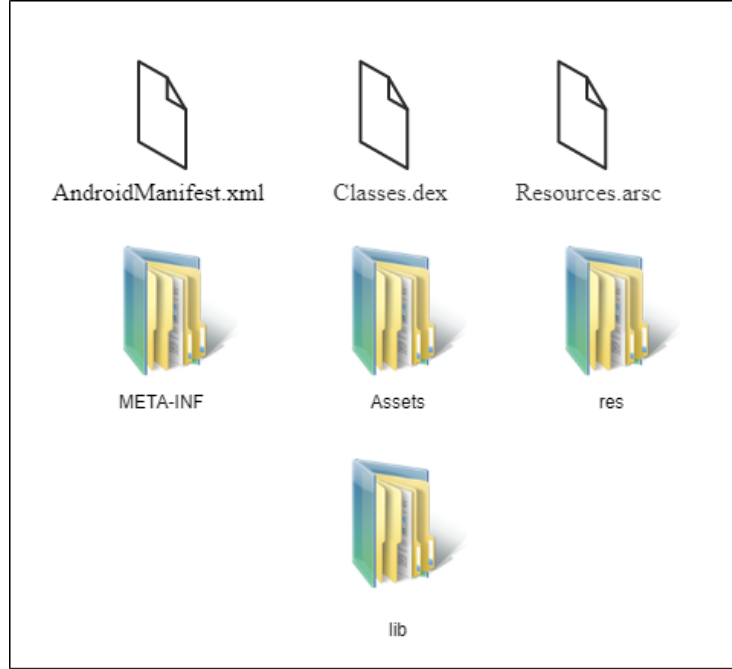 AndroidManifest.xml
Classes.dex
Resources.arsc
META-INF
Assets
res
lib